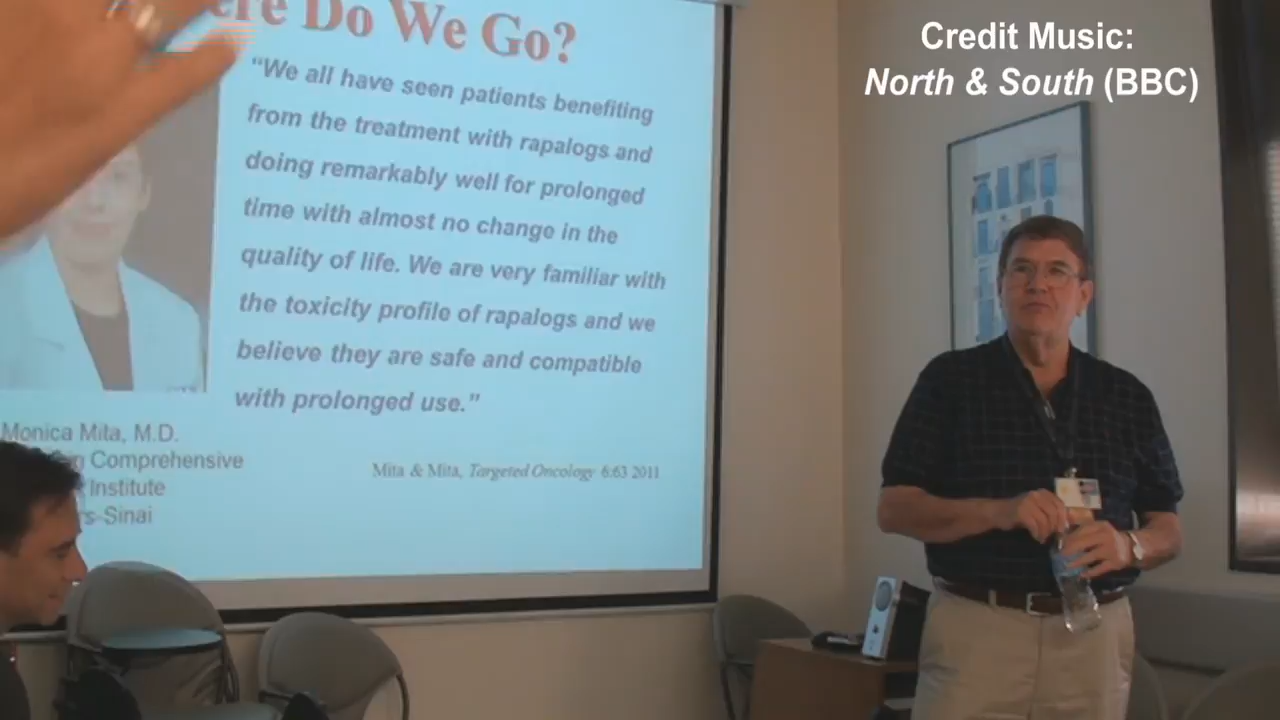 ere Do We Go?
"We all have seen patients benefiting
from the treatment with rapalogs and
doing remarkably well for prolonged
time with almost no change in the
quality of life. We are very familiar with
the toxicity profile of rapalogs and we
believe they are safe and compatible
with prolonged use."
Monica Mita, M.D.
Comprehensive
Institute
rs-Sinai
Mita & Mita, Targeted Oncology 6:63 2011
Credit Music:
North & South (BBC)